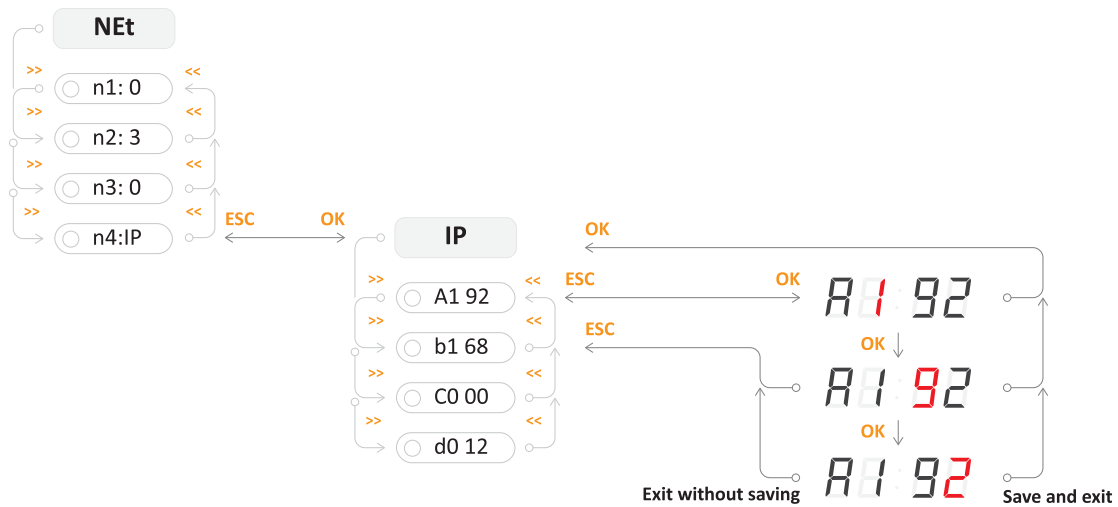 NEt
>> <<
n1: 0
>> <<
n2: 3
>> <<
n3: 0
>> <<
n4:IP
ESC OK
IP
OK
>> <<
A1 92
ESC OK
A1:92
>> <<
b1 68
ESC
OK
>> <<
C0 00
A1:92
>> <<
d0 12
OK
A1:92
Exit without saving
Save and exit